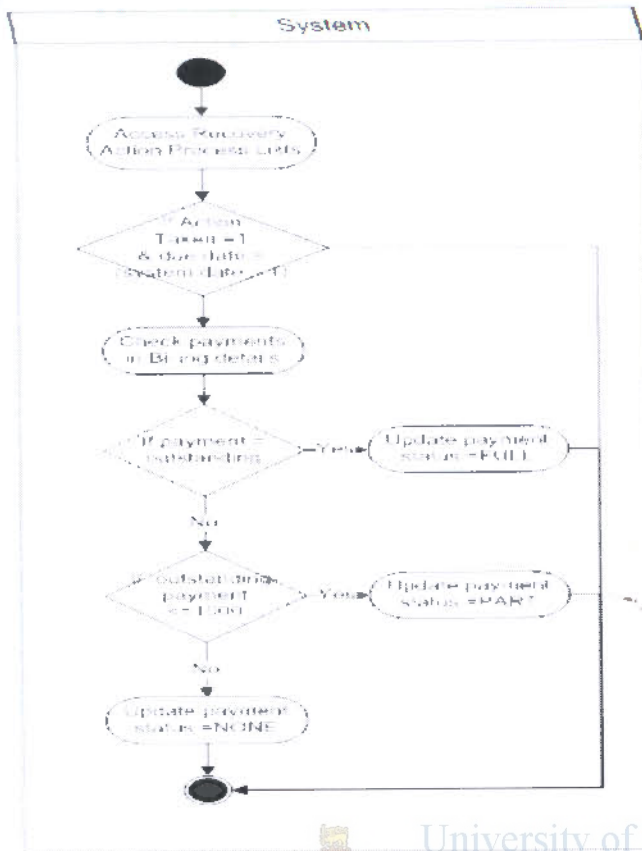 System
Access Recovery
Action Process
If Action
Taken =1
& due date
(system date
Check payments
in Billing details
If payment =
outstanding
Yes
Update payment
status =FULL
No
If outstanding
payment
Yes
Update payment
status =PART
No
Update payment
status =NONE
University of